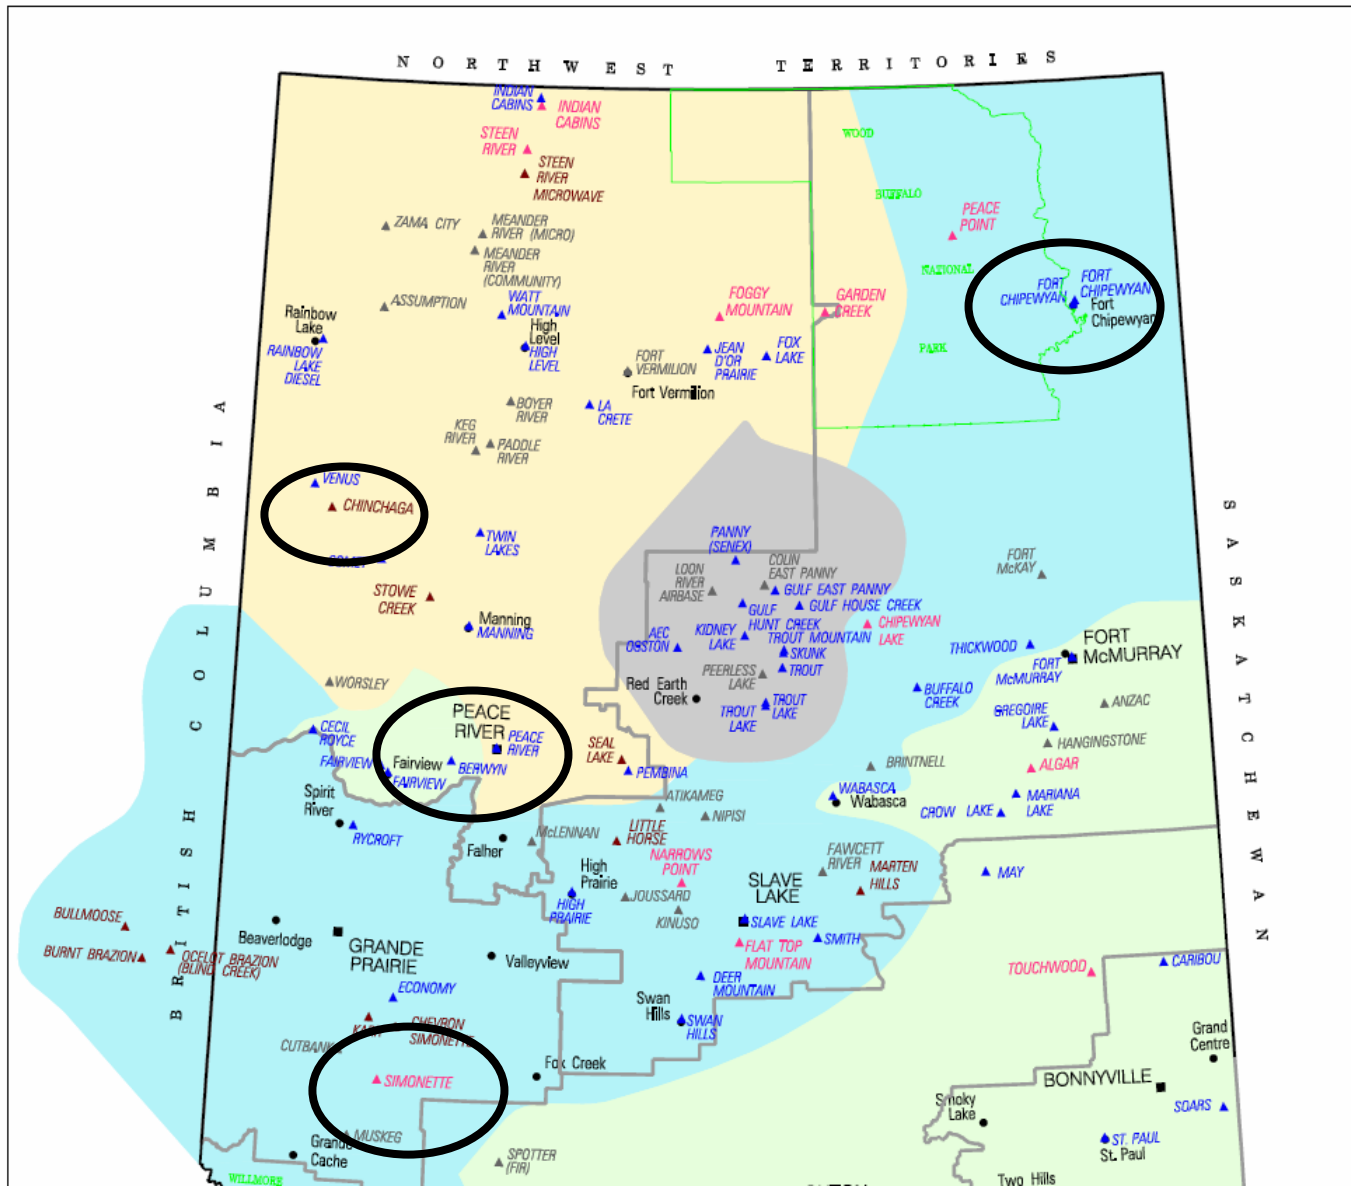 NORTHWEST TERRITORIES
INDIAN
CABINS
INDIAN
CABINS
STEEN
RIVER
STEEN
RIVER
MICROWAVE
WOOD
BUFFALO
NATIONAL
PARK
PEACE
POINT
ZAMA CITY
MEANDER
RIVER (MICRO)
MEANDER
RIVER
(COMMUNITY)
ASSUMPTION
WATT
MOUNTAIN
High
Level
HIGH
LEVEL
Rainbow
Lake
RAINBOW
LAKE
DIESEL
FOGGY
MOUNTAIN
GARDEN
CREEK
FORT
CHIPEWYAN
FORT
CHIPEWYAN
Fort
Chipewyan
JEAN
D'OR
PRAIRIE
FOX
LAKE
FORT
VERMILION
Fort Vermilion
BOYER
RIVER
LA
CRETE
KEG
RIVER
PADDLE
RIVER
VENUS
CHINCHAGA
TWIN
LAKES
STOWE
CREEK
Manning
MANNING
PANNY
(SENEX)
COLIN
EAST PANNY
LOON
RIVER
AIRBASE
GULF EAST PANNY
GULF
HUNT CREEK
GULF HOUSE CREEK
AEC
OSSTON
KIDNEY
LAKE
TROUT MOUNTAIN
SKUNK
TROUT
CHIPEWYAN
LAKE
PEERLESS
LAKE
Red Earth
Creek
TROUT
LAKE
TROUT
LAKE
FORT
McKAY
THICKWOOD
FORT
McMURRAY
FORT
McMURRAY
BUFFALO
CREEK
GREGOIRE
LAKE
ANZAC
HANGINGSTONE
ALGAR
BRINTNELL
MARIANA
LAKE
CROW LAKE
WABASCA
Wabasca
BRITISH COLUMBIA
SASKATCHEWAN
WORSLEY
CECIL
ROYCE
PEACE
RIVER
PEACE
RIVER
FAIRVIEW
Fairview
FAIRVIEW
BERWYN
SEAL
LAKE
PEMBINA
Spirit
River
RYCROFT
ATIKAMEG
NIPISI
McLENNAN
Falher
LITTLE
HORSE
NARROWS
POINT
High
Prairie
HIGH
PRAIRIE
JOUSSARD
KINUSO
FAWCETT
RIVER
MARTEN
HILLS
MAY
SLAVE
LAKE
SLAVE LAKE
FLAT TOP
MOUNTAIN
SMITH
DEER
MOUNTAIN
BULLMOOSE
BURNT BRAZION
OCELOT BRAZION
(BLIND CREEK)
Beaverlodge
GRANDE
PRAIRIE
Valleyview
ECONOMY
CHEVRON
SIMONETTE
CUTBANK
SIMONETTE
Swan
Hills
SWAN
HILLS
Fox Creek
MUSKEG
Grande
Cache
WILLMORE
SPOTTER
(FIR)
TOUCHWOOD
CARIBOU
Grand
Centre
BONNYVILLE
Smoky
Lake
SOARS
ST. PAUL
St. Paul
Two Hills